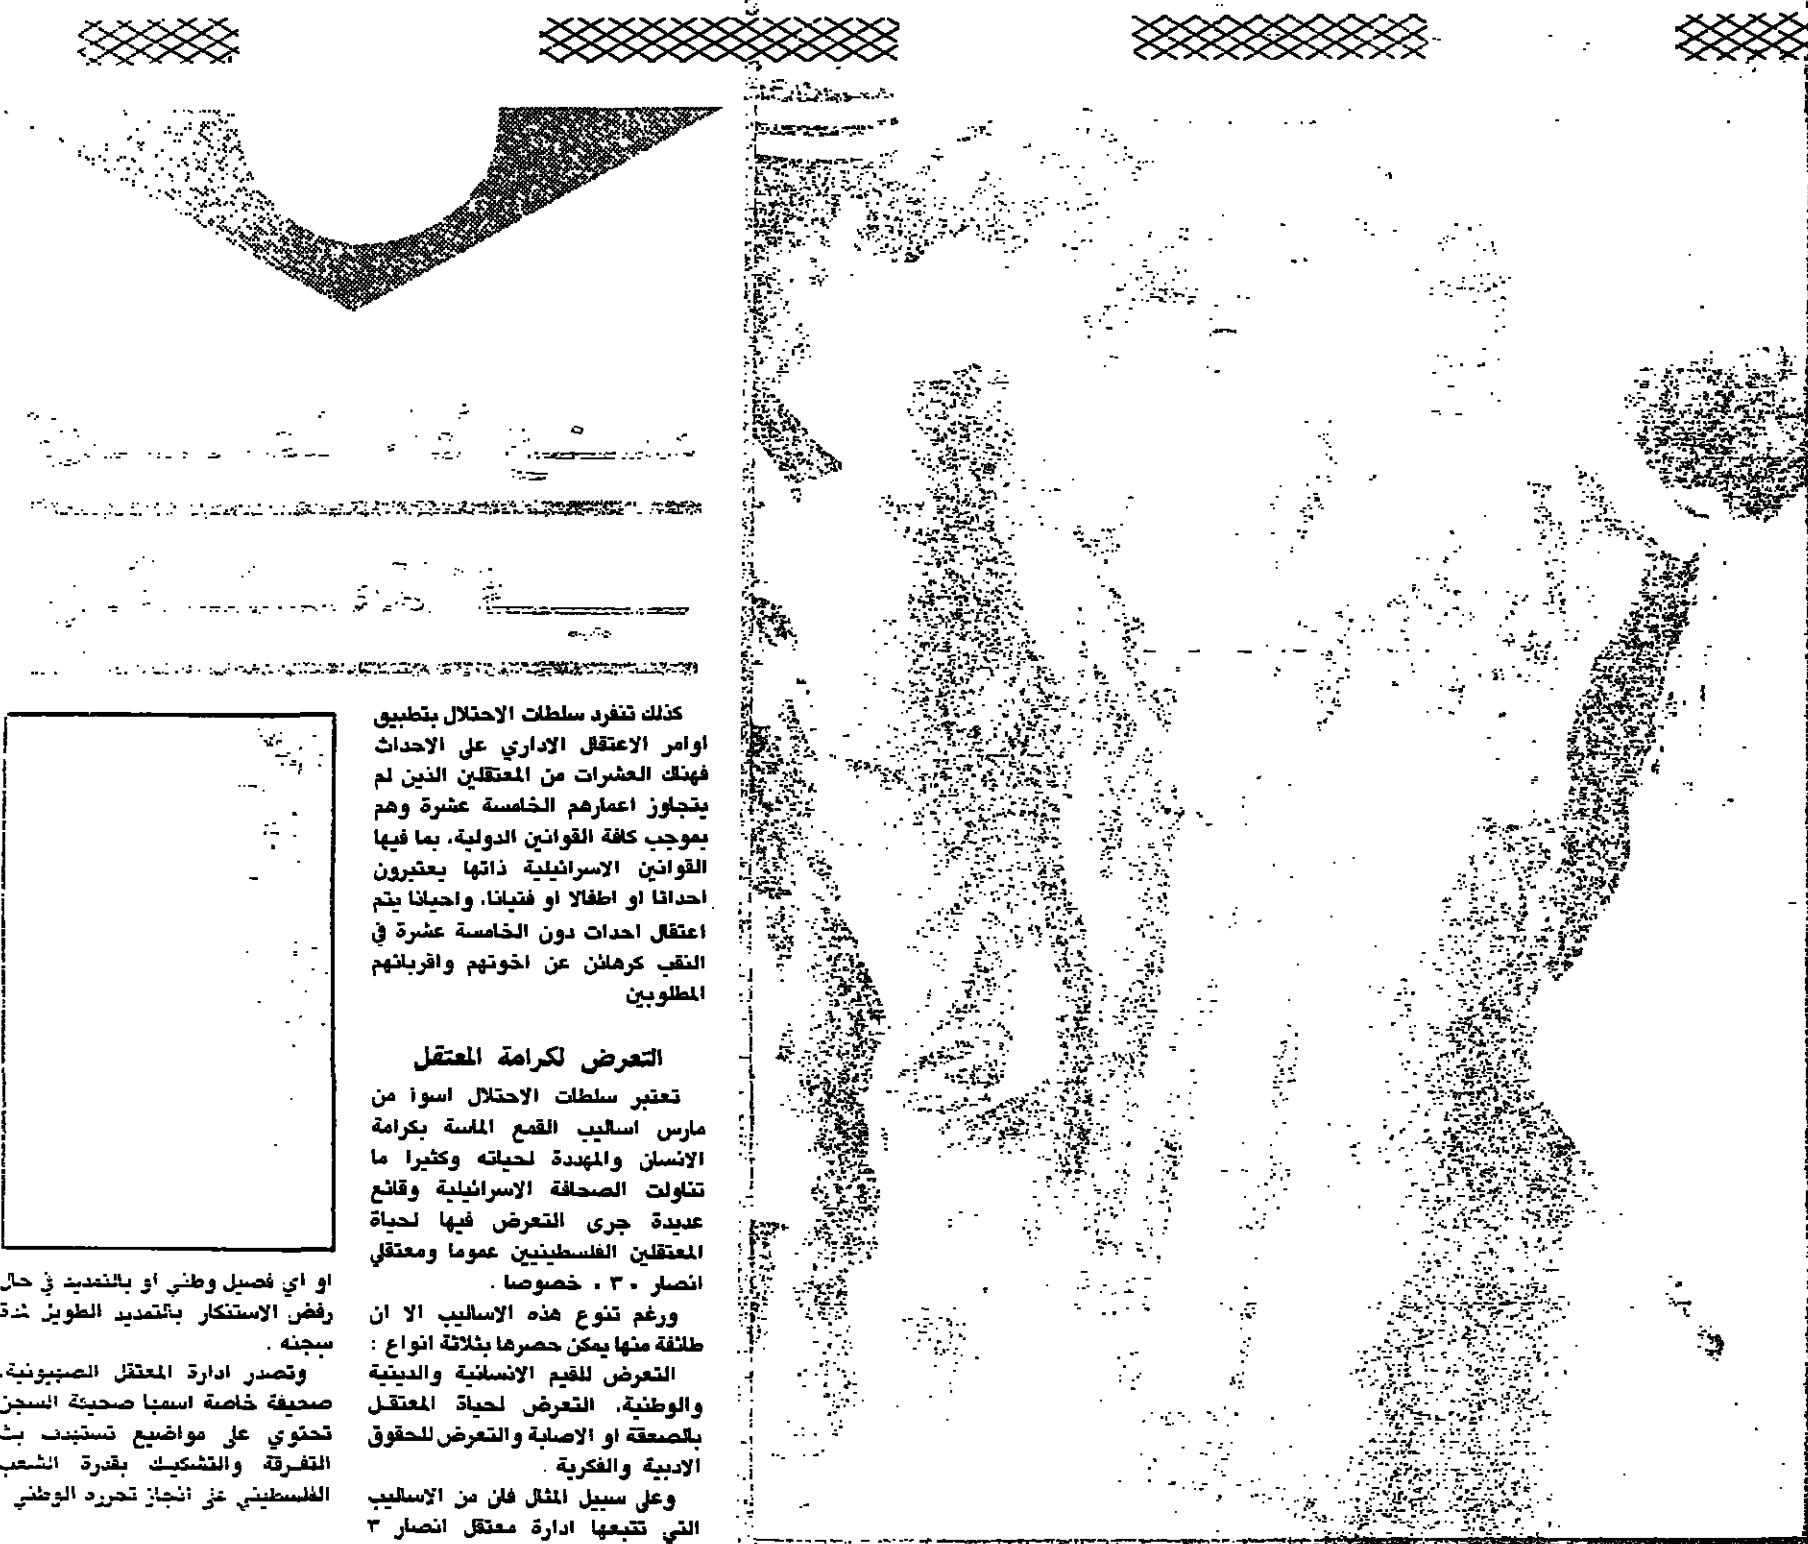 كذلك تنفرد سلطات الاحتلال بتطبيق
اوامر الاعتقال الاداري على الاحداث
فهناك العشرات من المعتقلين الذين لم
يتجاوز اعمارهم الخامسة عشرة وهم
بموجب كافة القوانين الدولية، بما فيها
القوانين الاسرائيلية ذاتها يعتبرون
احداثا او اطفالا او فتيانا، واحيانا يتم
اعتقال احداث دون الخامسة عشرة في
النقب كرهائن عن اخوتهم واقربائهم
المطلوبين
التعرض لكرامة المعتقل
تعتبر سلطات الاحتلال اسوا من
مارس اساليب القمع الماسة بكرامة
الانسان والمهددة لحياته وكثيرا ما
تناولت الصحافة الاسرائيلية وقائع
عديدة جرى التعرض فيها لحياة
المعتقلين الفلسطينيين عموما ومعتقلي
انصار ٣٠٠ خصوصا .
ورغم تنوع هذه الاساليب الا ان
طائفة منها يمكن حصرها بثلاثة انواع :
التعرض للقيم الانسانية والدينية
والوطنية، التعرض لحياة المعتقل
بالصعقة او الاصابة والتعرض للحقوق
الادبية والفكرية .
وعلى سبيل المثال فان من الاساليب
التي تتبعها ادارة معتقل انصار ٣
او اي فصيل وطني او بالتمديد في حال
رفض الاستنكار بالتمديد الطويل لمدة
سجنه .
وتصدر ادارة المعتقل الصهيونية،
صحيفة خاصة اسمها صحيفة السجن
تحتوي على مواضيع تستهدف بث
التفرقة والتشكيك بقدرة الشعب
الفلسطيني على انجاز تحرره الوطني